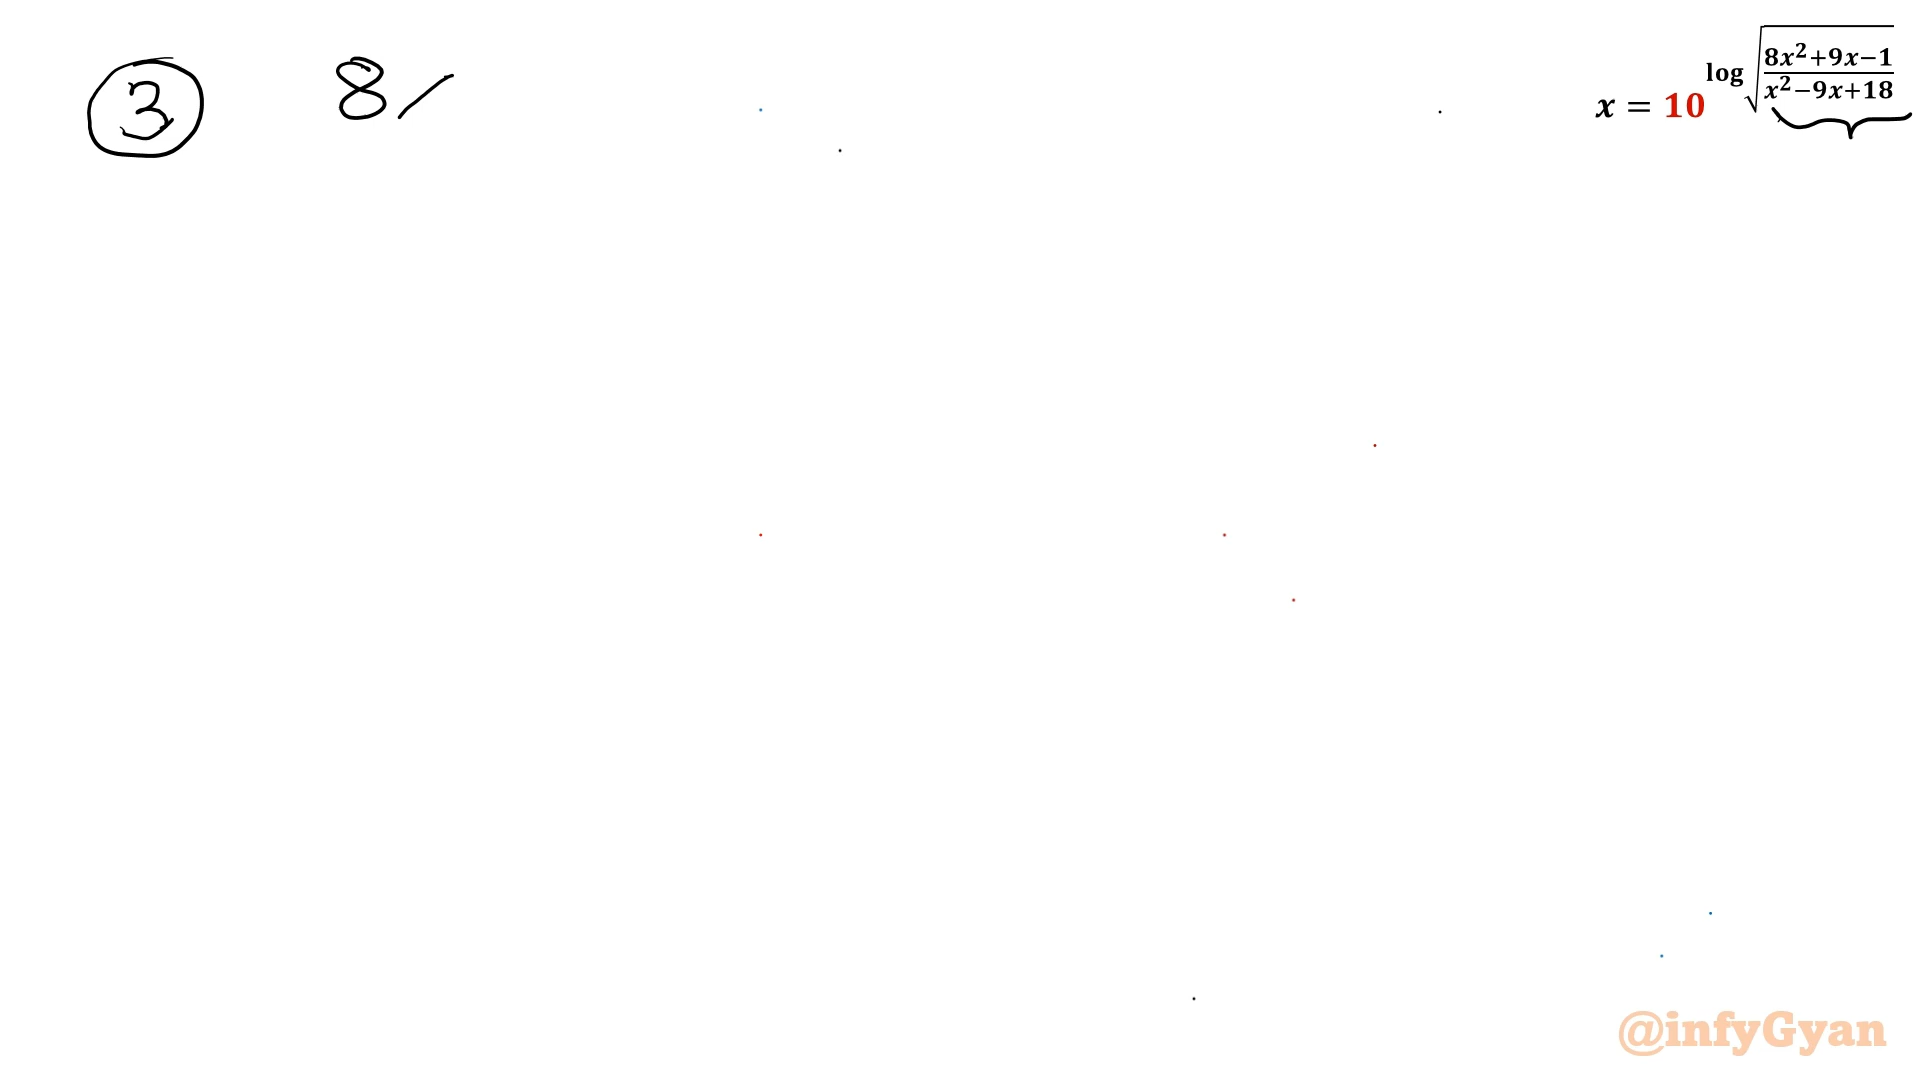 ③ 8/
x = 10^{log√((8x²+9x−1)/(x²−9x+18))}
@infyGyan